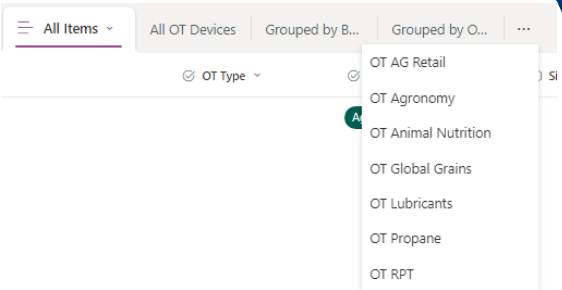 All Items
All OT Devices
Grouped by B...
Grouped by O...
...
OT Type
Si
OT AG Retail
OT Agronomy
OT Animal Nutrition
OT Global Grains
OT Lubricants
OT Propane
OT RPT